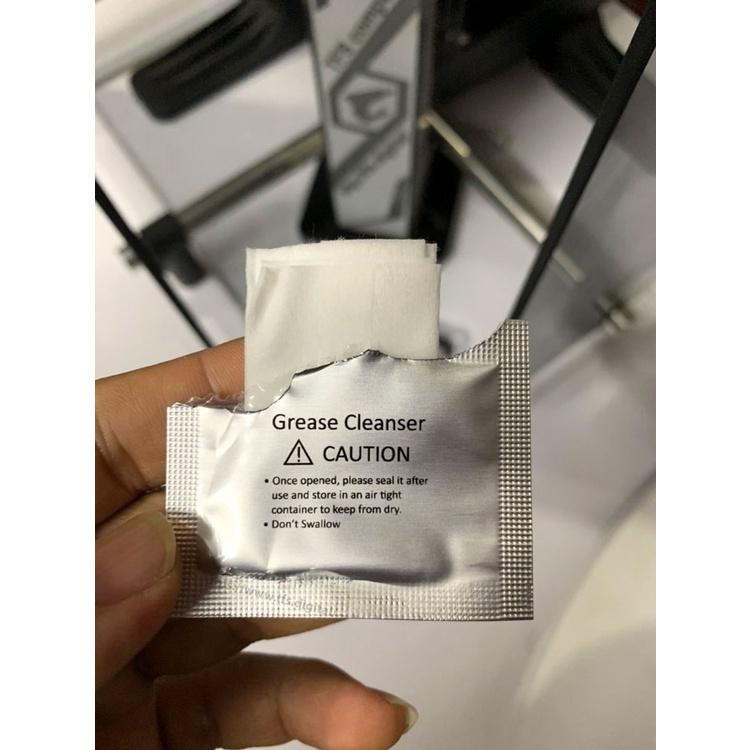 Grease Cleanser
⚠ CAUTION
• Once opened, please seal it after
use and store in an air tight
container to keep from dry.
• Don't Swallow